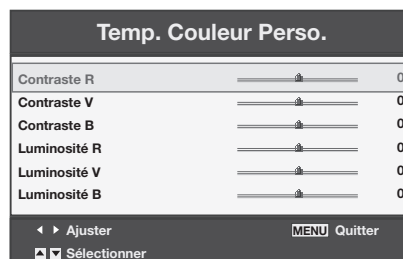 Temp. Couleur Perso.
Contraste R 0
Contraste V 0
Contraste B 0
Luminosité R 0
Luminosité V 0
Luminosité B 0
Ajuster MENU Quitter
Sélectionner